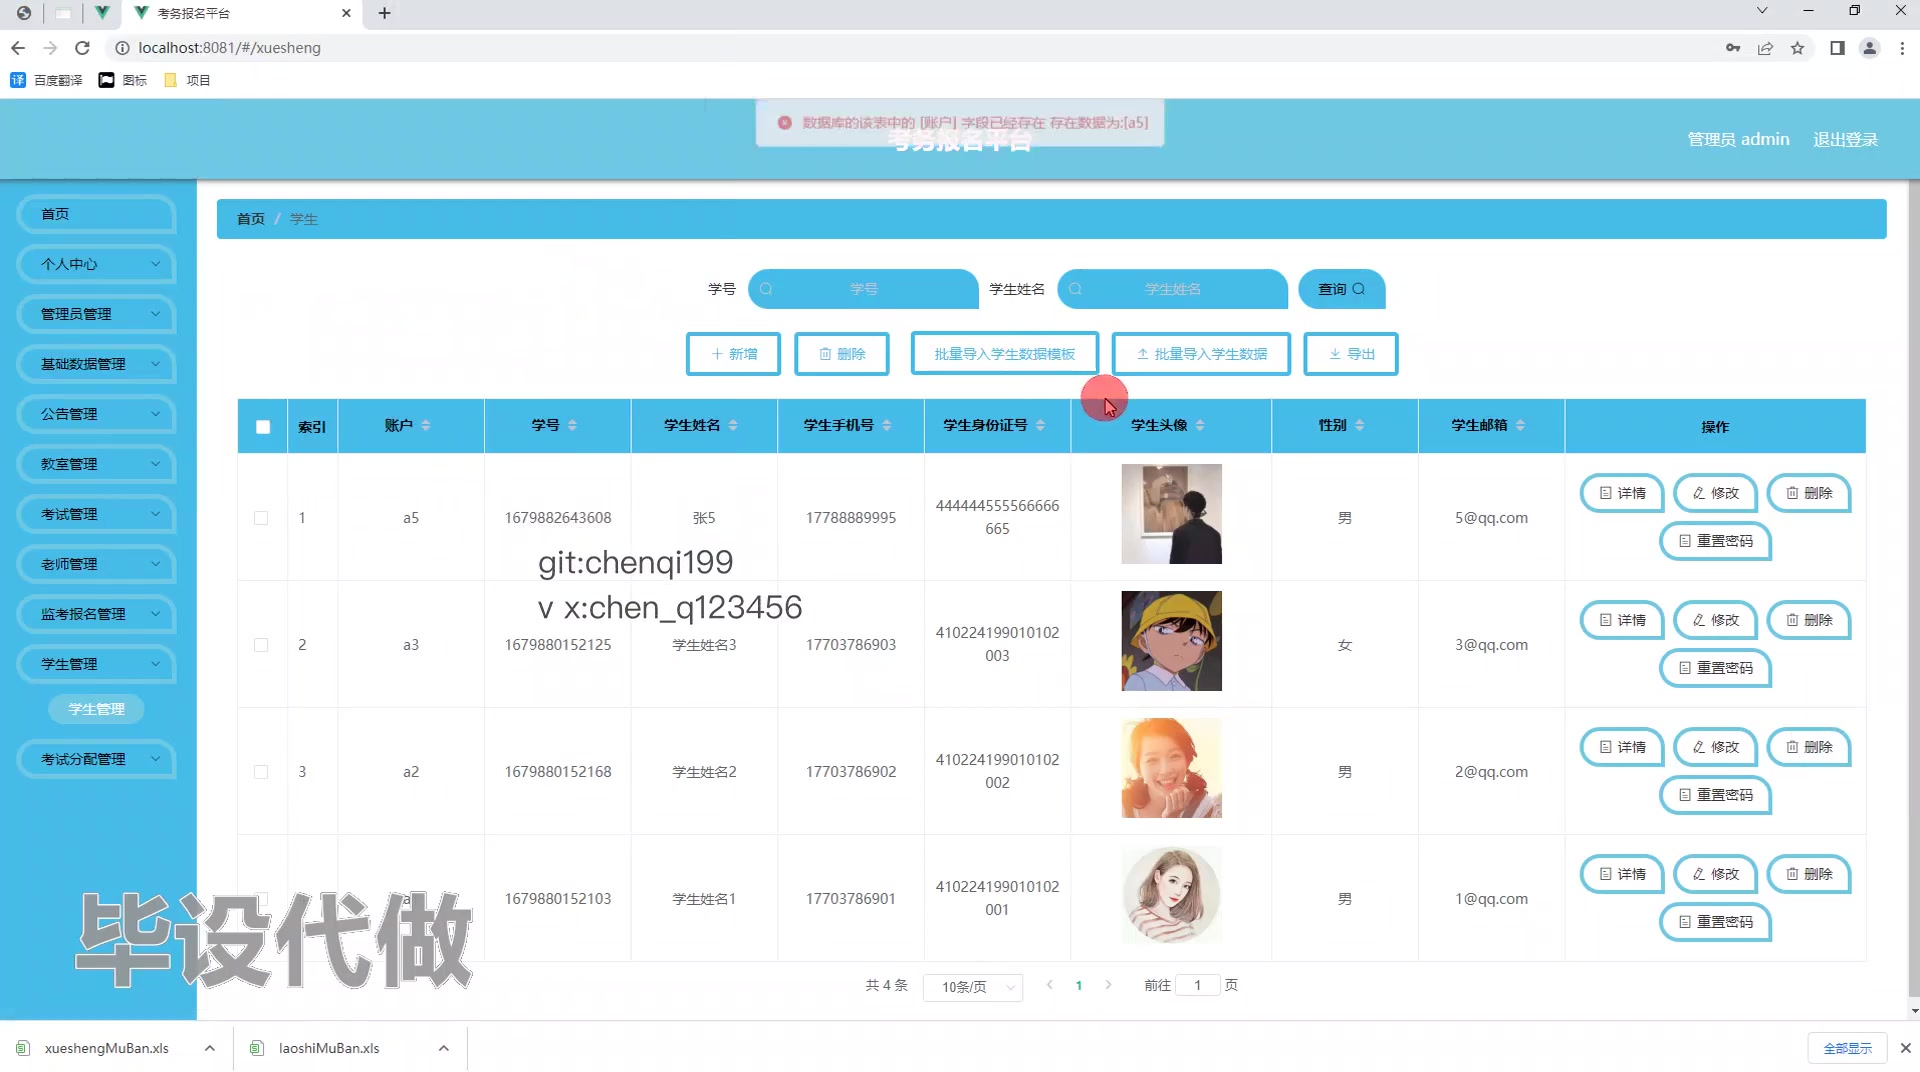 考务报名平台
localhost:8081/#/xuesheng
百度翻译 图标 项目
数据库的该表中的 [账户] 字段已经存在 存在数据为:[a5]
考务报名平台
管理员 admin 退出登录
首页
个人中心
管理员管理
基础数据管理
公告管理
教室管理
考试管理
老师管理
监考报名管理
学生管理
学生管理
考试分配管理
首页 / 学生
学号 学号 学生姓名 学生姓名 查询
新增 删除 批量导入学生数据模板 批量导入学生数据 导出
索引 账户 学号 学生姓名 学生手机号 学生身份证号 学生头像 性别 学生邮箱 操作
1 a5 1679882643608 张5 17788889995 444444555566666665 男 5@qq.com 详情 修改 删除 重置密码
git:chenqi199
v x:chen_q123456
2 a3 1679880152125 学生姓名3 17703786903 410224199010102003 女 3@qq.com 详情 修改 删除 重置密码
3 a2 1679880152168 学生姓名2 17703786902 410224199010102002 男 2@qq.com 详情 修改 删除 重置密码
1679880152103 学生姓名1 17703786901 410224199010102001 男 1@qq.com 详情 修改 删除 重置密码
毕设代做
共 4 条 10条/页 1 前往 1 页
xueshengMuBan.xls laoshiMuBan.xls 全部显示